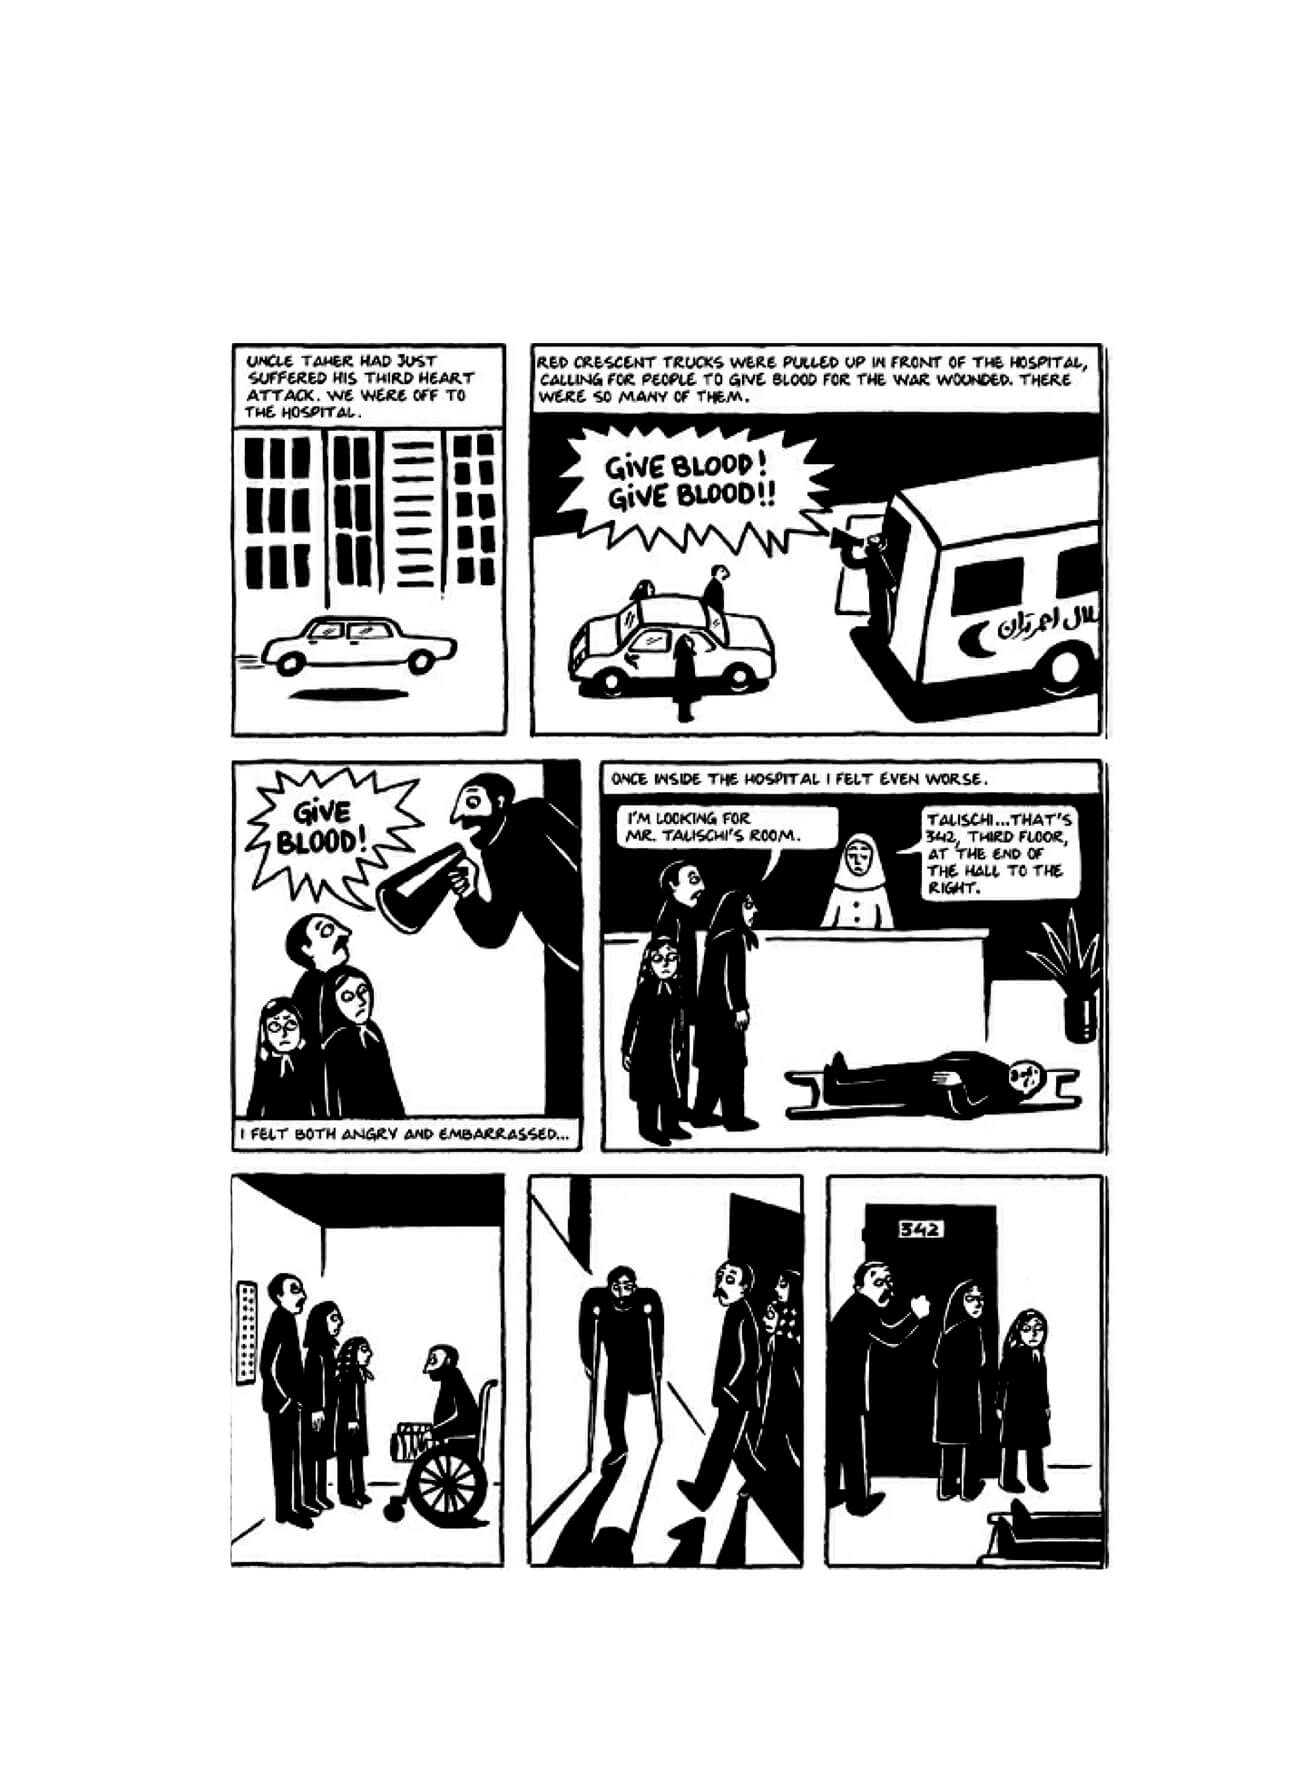 UNCLE TAHER HAD JUST
SUFFERED HIS THIRD HEART
ATTACK. WE WERE OFF TO
THE HOSPITAL.
RED CRESCENT TRUCKS WERE PULLED UP IN FRONT OF THE HOSPITAL,
CALLING FOR PEOPLE TO GIVE BLOOD FOR THE WAR WOUNDED. THERE
WERE SO MANY OF THEM.
GIVE BLOOD!
GIVE BLOOD!!
هلال احمر تهران
GIVE
BLOOD!
I FELT BOTH ANGRY AND EMBARRASSED...
ONCE INSIDE THE HOSPITAL I FELT EVEN WORSE.
I'M LOOKING FOR
MR. TALISCHI'S ROOM.
TALISCHI...THAT'S
342, THIRD FLOOR,
AT THE END OF
THE HALL TO THE
RIGHT.
342